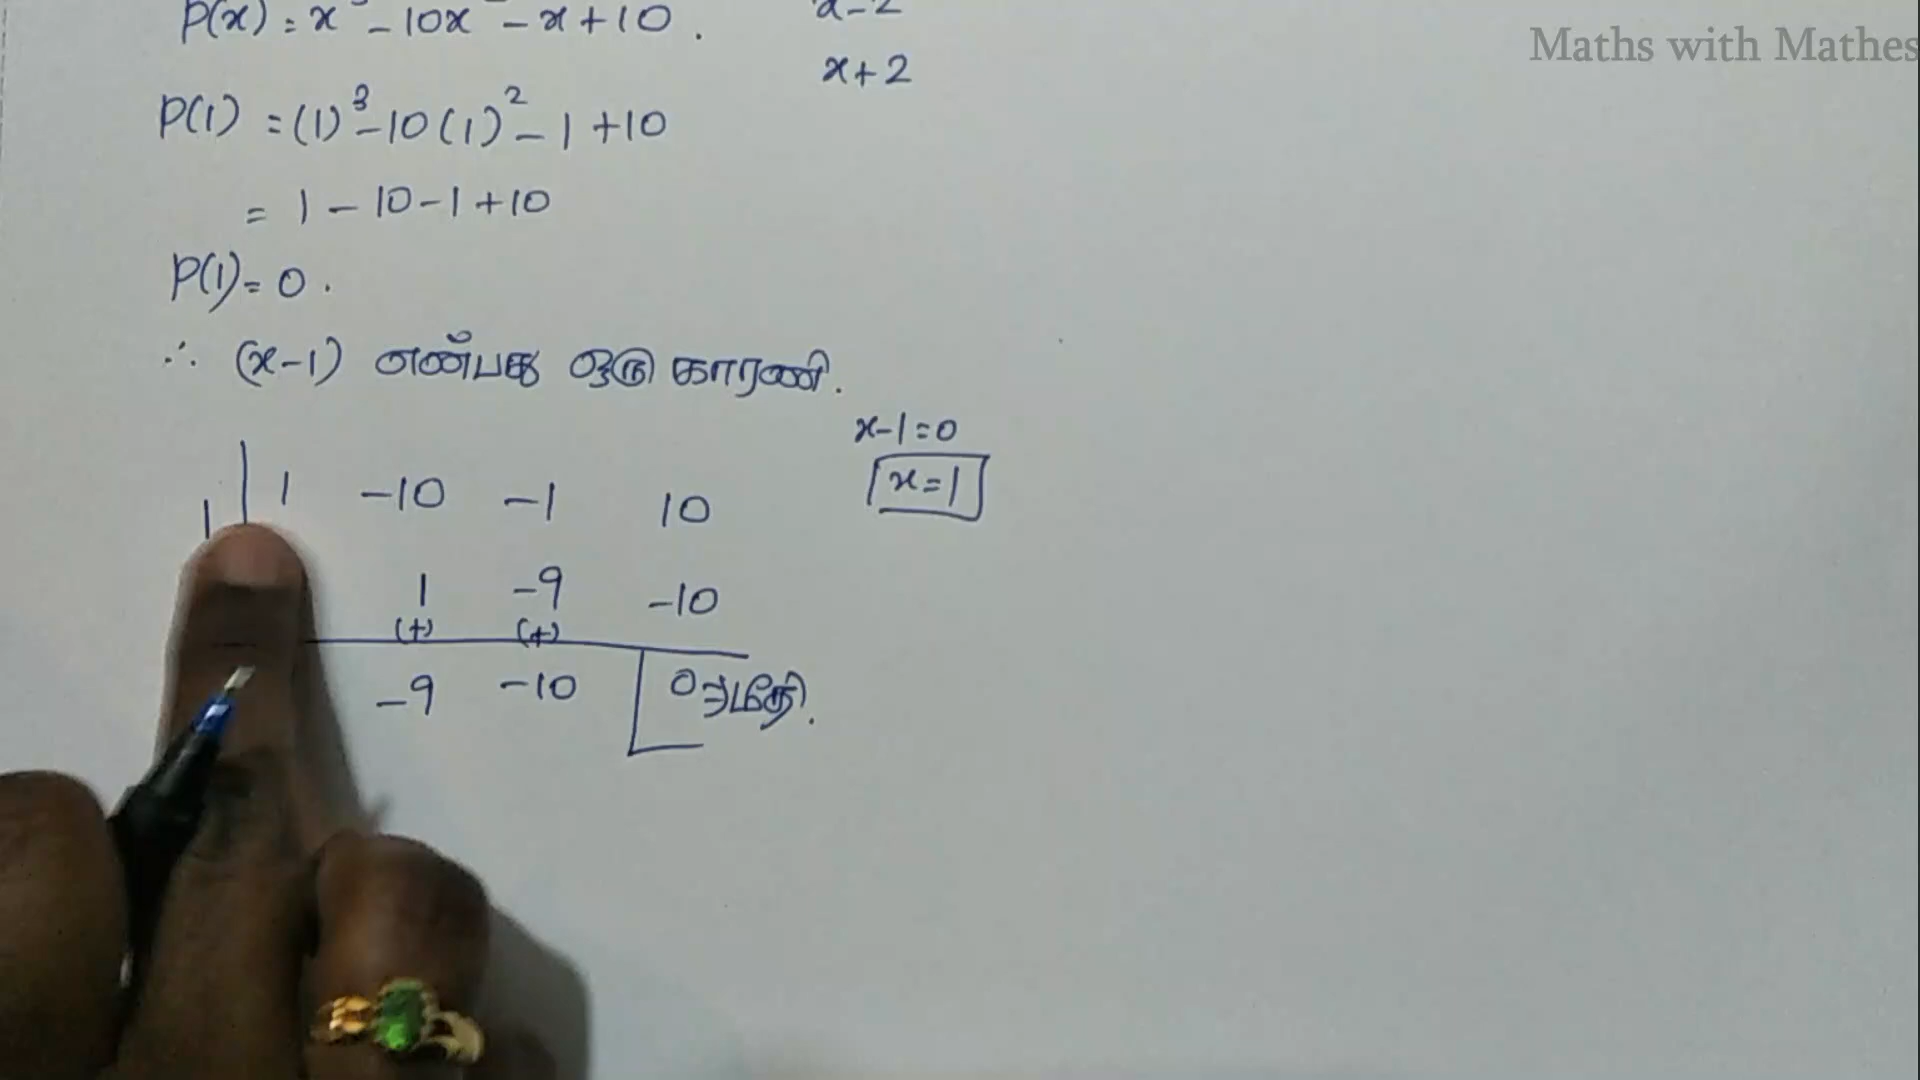 P(x) = x³ - 10x² - x + 10 .
x - 2
x + 2
Maths with Mathes
P(1) = (1)³ - 10 (1)² - 1 + 10
= 1 - 10 - 1 + 10
P(1) = 0 .
∴ (x - 1) என்பது ஒரு காரணி.
x - 1 = 0
x = 1
1 | 1 -10 -1 10
1 -9 -10
(+) (+)
-9 -10 0 மீதி.